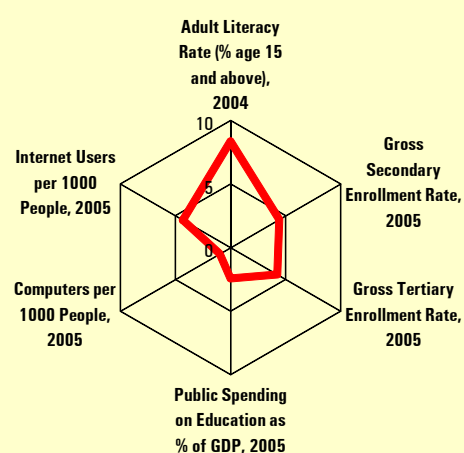 Adult Literacy
Rate (% age 15
and above),
2004
10
5
0
Gross
Secondary
Enrollment Rate,
2005
Gross Tertiary
Enrollment Rate,
2005
Public Spending
on Education as
% of GDP, 2005
Computers per
1000 People,
2005
Internet Users
per 1000
People, 2005